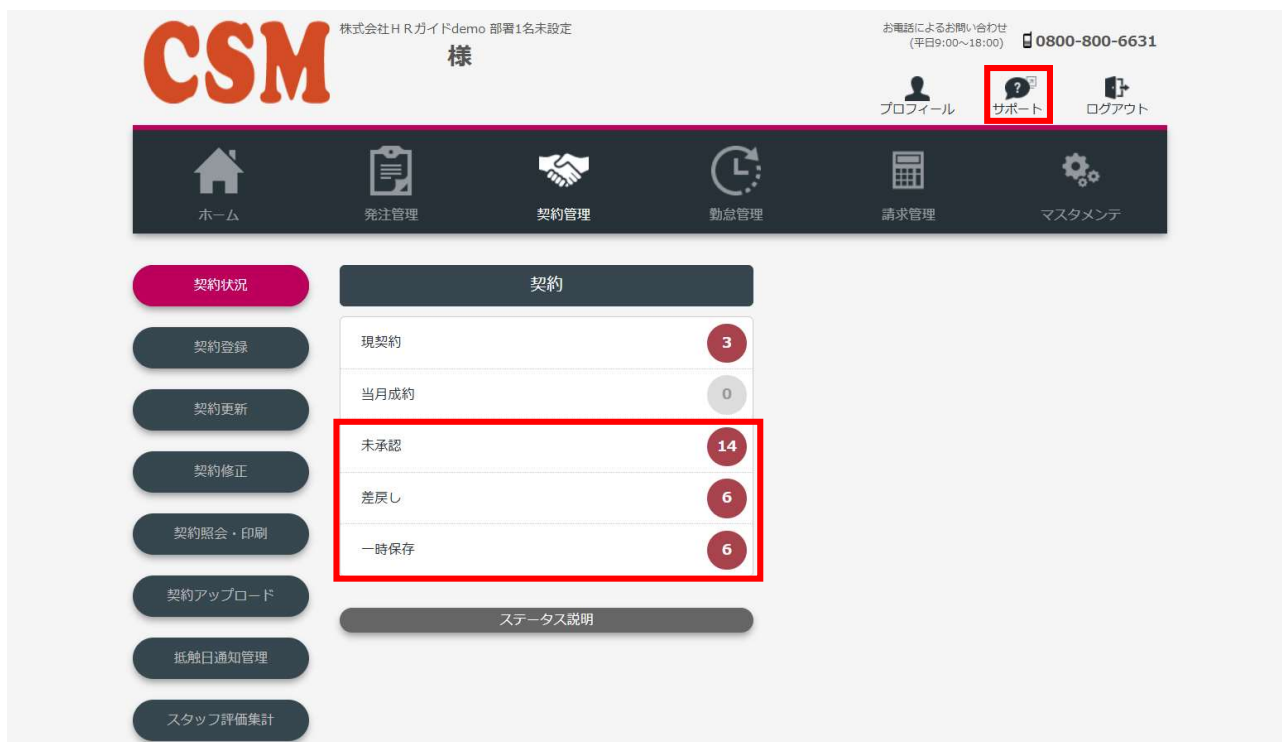 CSM
株式会社ＨＲガイドdemo 部署1名未設定
様
お電話によるお問い合わせ
(平日9:00～18:00)
0800-800-6631
プロフィール
サポート
ログアウト
ホーム
発注管理
契約管理
勤怠管理
請求管理
マスタメンテ
契約状況
契約登録
契約更新
契約修正
契約照会・印刷
契約アップロード
抵触日通知管理
スタッフ評価集計
契約
現契約 3
当月成約 0
未承認 14
差戻し 6
一時保存 6
ステータス説明